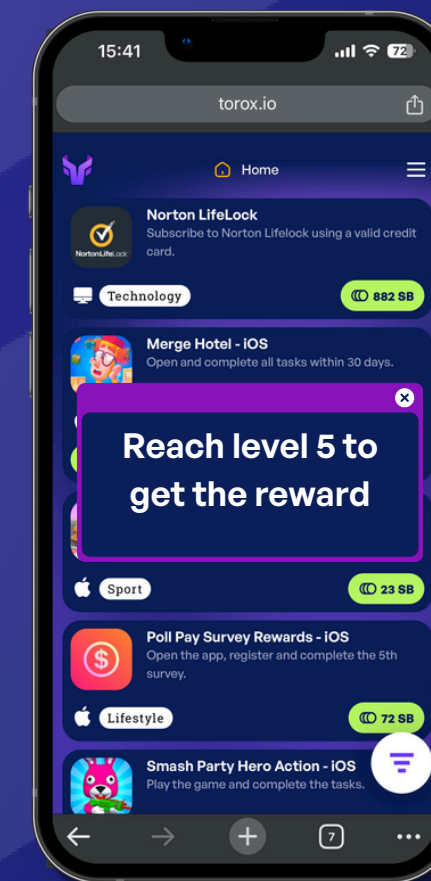 15:41
72
torox.io
Home
Norton LifeLock
Subscribe to Norton Lifelock using a valid credit
card.
NortonLifeLock
Technology
882 SB
Merge Hotel - iOS
Open and complete all tasks within 30 days.
Reach level 5 to
get the reward
Sport
23 SB
Poll Pay Survey Rewards - iOS
Open the app, register and complete the 5th
survey.
Lifestyle
72 SB
Smash Party Hero Action - iOS
Play the game and complete the tasks.
7